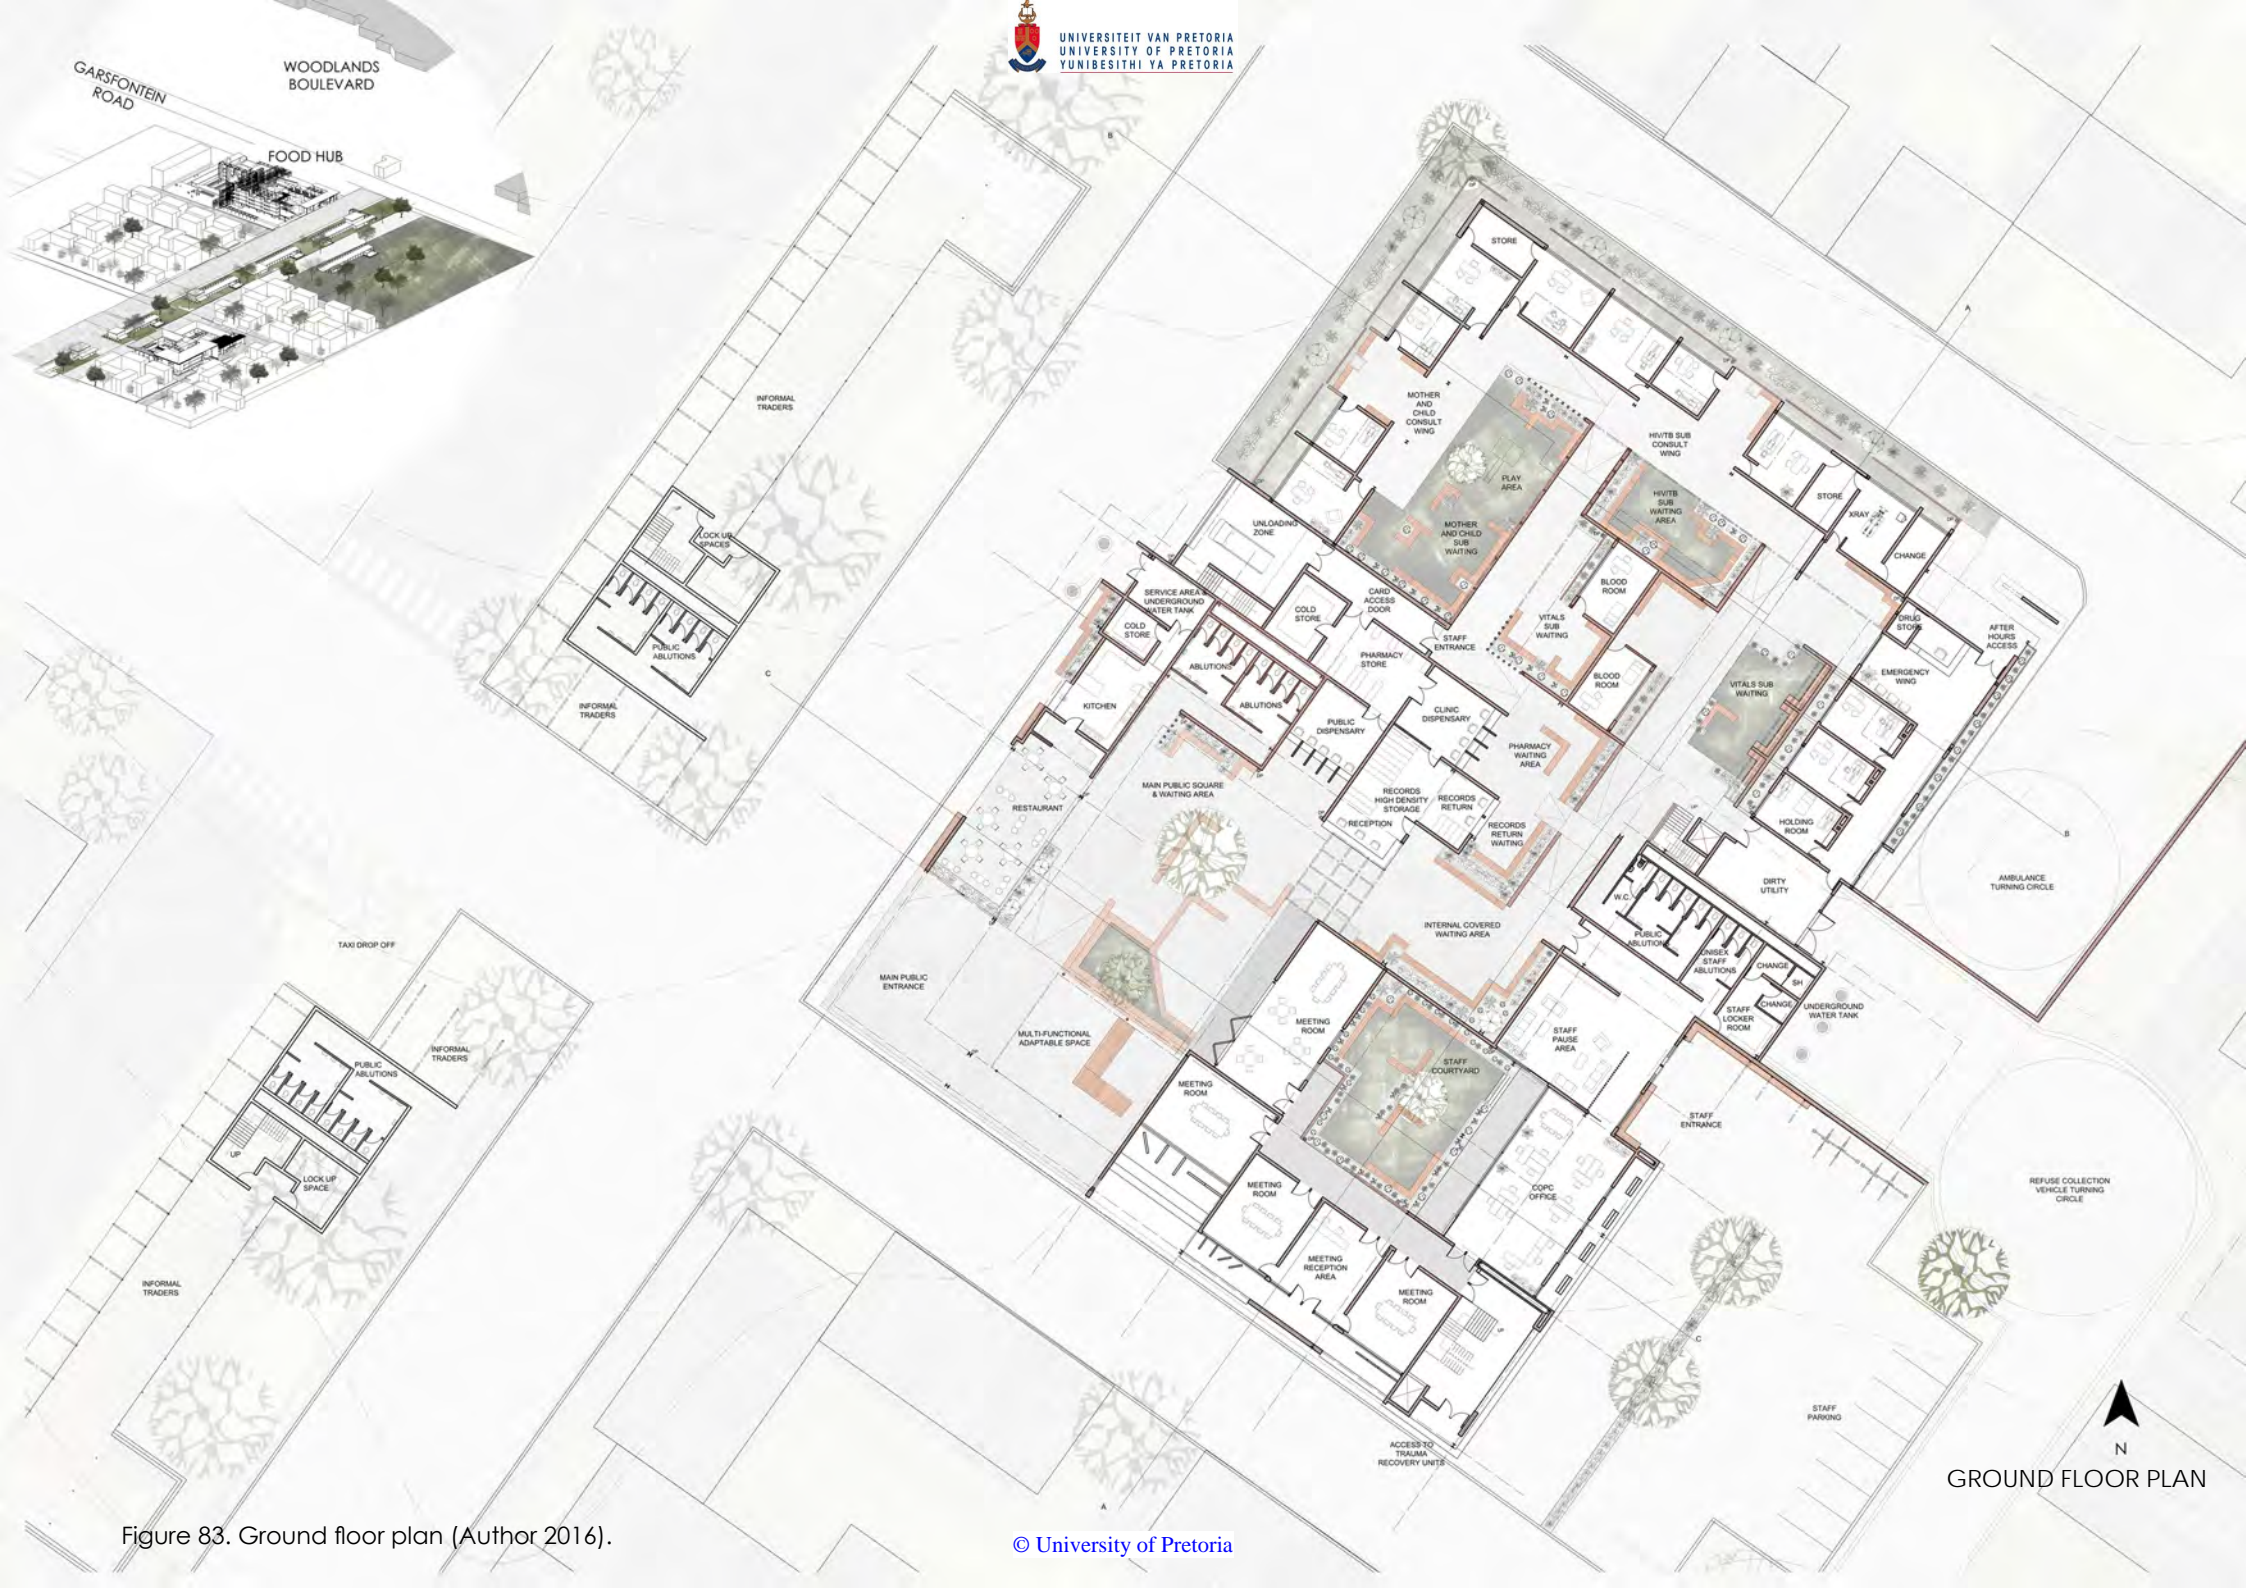 UNIVERSITEIT VAN PRETORIA
UNIVERSITY OF PRETORIA
YUNIBESITHI YA PRETORIA
GARSFONTEIN
ROAD
WOODLANDS
BOULEVARD
FOOD HUB
B
STORE
A
INFORMAL
TRADERS
MOTHER
AND
CHILD
CONSULT
WING
HIV/TB SUB
CONSULT
WING
PLAY
AREA
HIV/TB
SUB
WAITING
AREA
STORE
XRAY
CHANGE
UNLOADING
ZONE
MOTHER
AND CHILD
SUB
WAITING
LOCK UP
SPACES
BLOOD
ROOM
SERVICE AREA &
UNDERGROUND
WATER TANK
CARD
ACCESS
DOOR
COLD
STORE
COLD
STORE
VITALS
SUB
WAITING
DRUG
STORE
AFTER
HOURS
ACCESS
STAFF
ENTRANCE
PUBLIC
ABLUTIONS
C
ABLUTIONS
PHARMACY
STORE
BLOOD
ROOM
VITALS SUB
WAITING
EMERGENCY
WING
INFORMAL
TRADERS
KITCHEN
ABLUTIONS
PUBLIC
DISPENSARY
CLINIC
DISPENSARY
PHARMACY
WAITING
AREA
MAIN PUBLIC SQUARE
& WAITING AREA
RESTAURANT
RECORDS
HIGH DENSITY
STORAGE
RECORDS
RETURN
RECEPTION
RECORDS
RETURN
WAITING
HOLDING
ROOM
B
DIRTY
UTILITY
AMBULANCE
TURNING CIRCLE
W.C.
INTERNAL COVERED
WAITING AREA
PUBLIC
ABLUTIONS
TAXI DROP OFF
UNISEX
STAFF
ABLUTIONS
CHANGE
SH
MAIN PUBLIC
ENTRANCE
CHANGE
UNDERGROUND
WATER TANK
STAFF
LOCKER
ROOM
MEETING
ROOM
MULTI-FUNCTIONAL
ADAPTABLE SPACE
STAFF
PAUSE
AREA
INFORMAL
TRADERS
PUBLIC
ABLUTIONS
STAFF
COURTYARD
MEETING
ROOM
STAFF
ENTRANCE
UP
LOCK UP
SPACE
MEETING
ROOM
COPC
OFFICE
REFUSE COLLECTION
VEHICLE TURNING
CIRCLE
MEETING
RECEPTION
AREA
INFORMAL
TRADERS
MEETING
ROOM
C
STAFF
PARKING
ACCESS TO
TRAUMA
RECOVERY UNITS
A
N
GROUND FLOOR PLAN
Figure 83. Ground floor plan (Author 2016).
© University of Pretoria